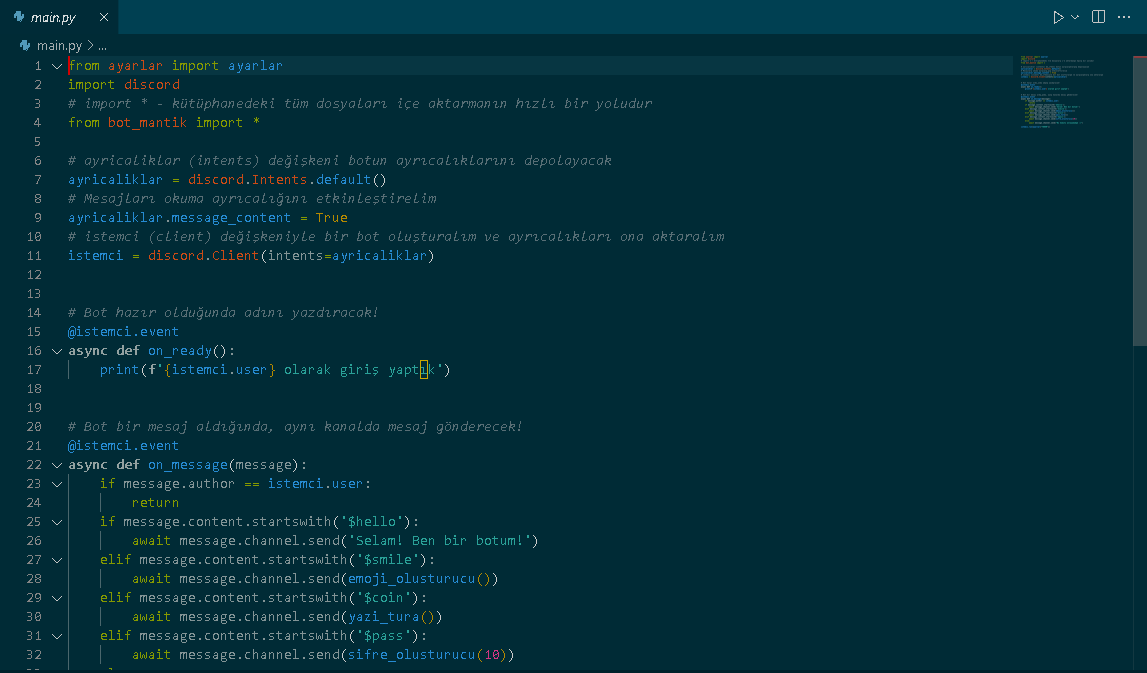 main.py
main.py > ...
1 from ayarlar import ayarlar
2 import discord
3 # import * - kütüphanedeki tüm dosyaları içe aktarmanın hızlı bir yoludur
4 from bot_mantik import *
5
6 # ayricaliklar (intents) değişkeni botun ayrıcalıklarını depolayacak
7 ayricaliklar = discord.Intents.default()
8 # Mesajları okuma ayrıcalığını etkinleştirelim
9 ayricaliklar.message_content = True
10 # istemci (client) değişkeniyle bir bot oluşturalım ve ayrıcalıkları ona aktaralım
11 istemci = discord.Client(intents=ayricaliklar)
12
13
14 # Bot hazır olduğunda adını yazdıracak!
15 @istemci.event
16 async def on_ready():
17     print(f'{istemci.user} olarak giriş yaptık')
18
19
20 # Bot bir mesaj aldığında, aynı kanalda mesaj gönderecek!
21 @istemci.event
22 async def on_message(message):
23     if message.author == istemci.user:
24         return
25     if message.content.startswith('$hello'):
26         await message.channel.send('Selam! Ben bir botum!')
27     elif message.content.startswith('$smile'):
28         await message.channel.send(emoji_olusturucu())
29     elif message.content.startswith('$coin'):
30         await message.channel.send(yazi_tura())
31     elif message.content.startswith('$pass'):
32         await message.channel.send(sifre_olusturucu(10))